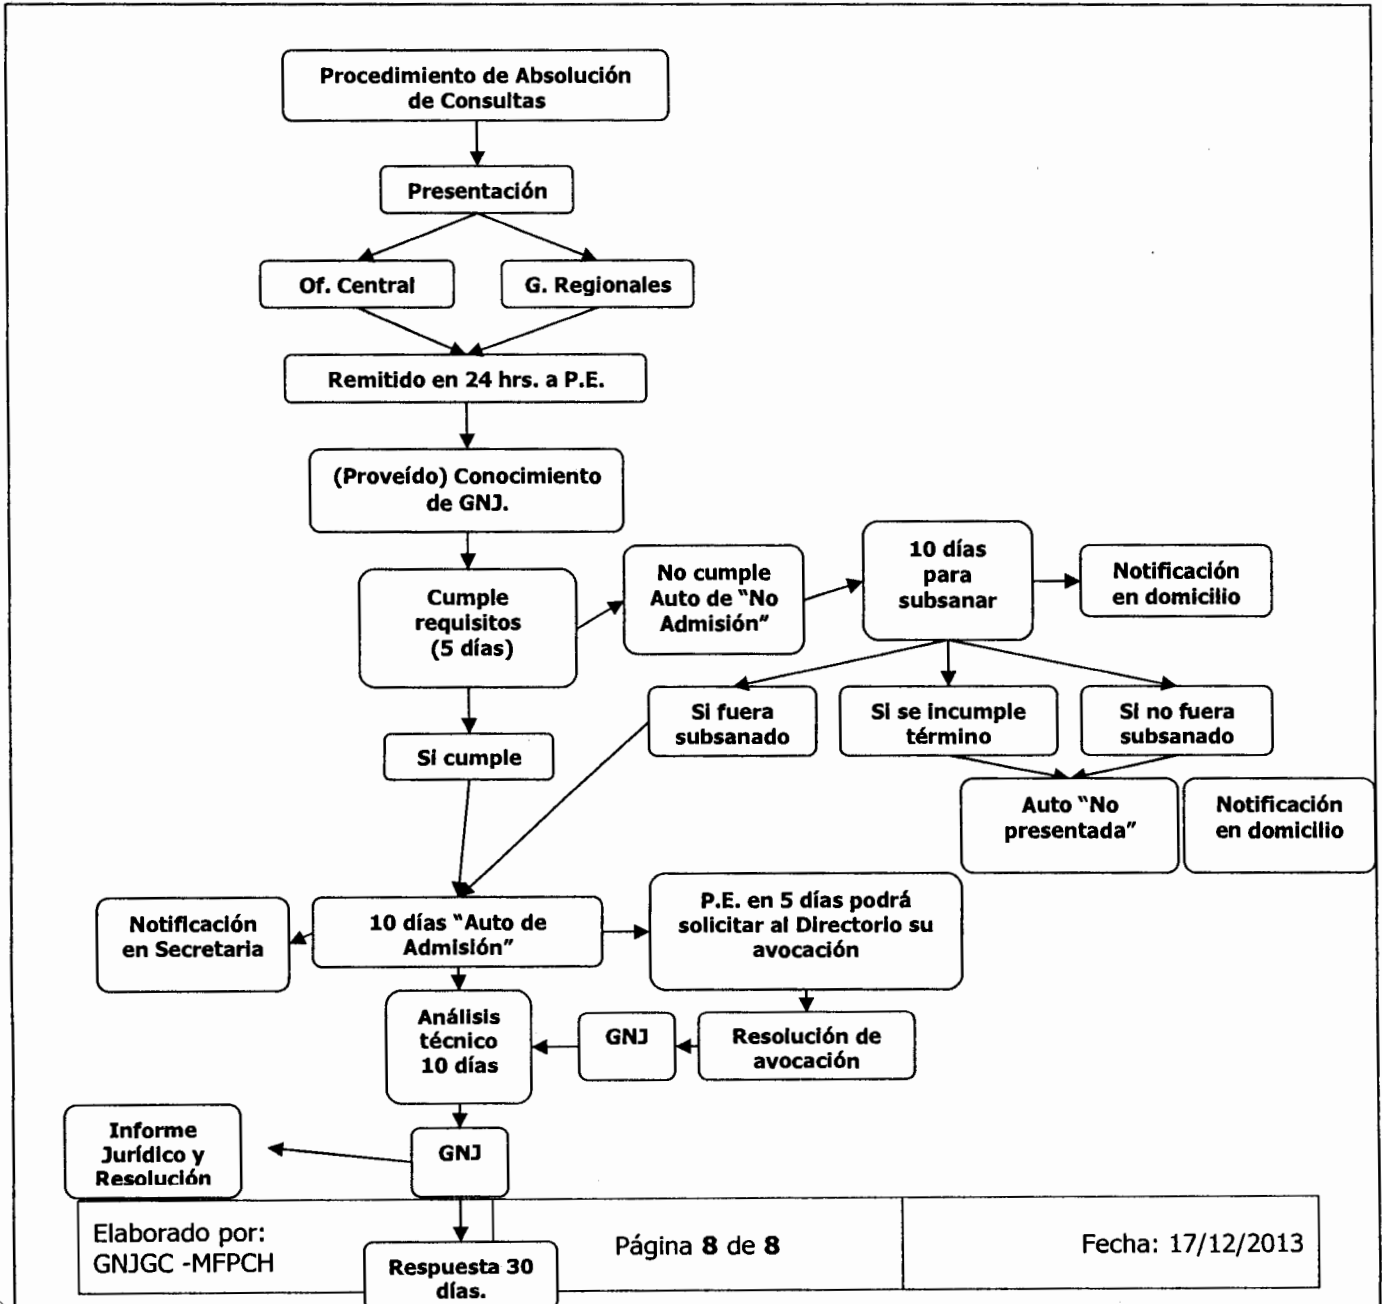 Procedimiento de Absolución
de Consultas
Presentación
Of. Central
G. Regionales
Remitido en 24 hrs. a P.E.
(Proveído) Conocimiento
de GNJ.
Cumple
requisitos
(5 días)
No cumple
Auto de “No
Admisión”
10 días
para
subsanar
Notificación
en domicilio
Si cumple
Si fuera
subsanado
Si se incumple
término
Si no fuera
subsanado
Auto “No
presentada”
Notificación
en domicilio
Notificación
en Secretaria
10 días “Auto de
Admisión”
P.E. en 5 días podrá
solicitar al Directorio su
avocación
Análisis
técnico
10 días
GNJ
Resolución de
avocación
Informe
Jurídico y
Resolución
GNJ
Elaborado por:
GNJGC -MFPCH
Página 8 de 8
Fecha: 17/12/2013
Respuesta 30
días.